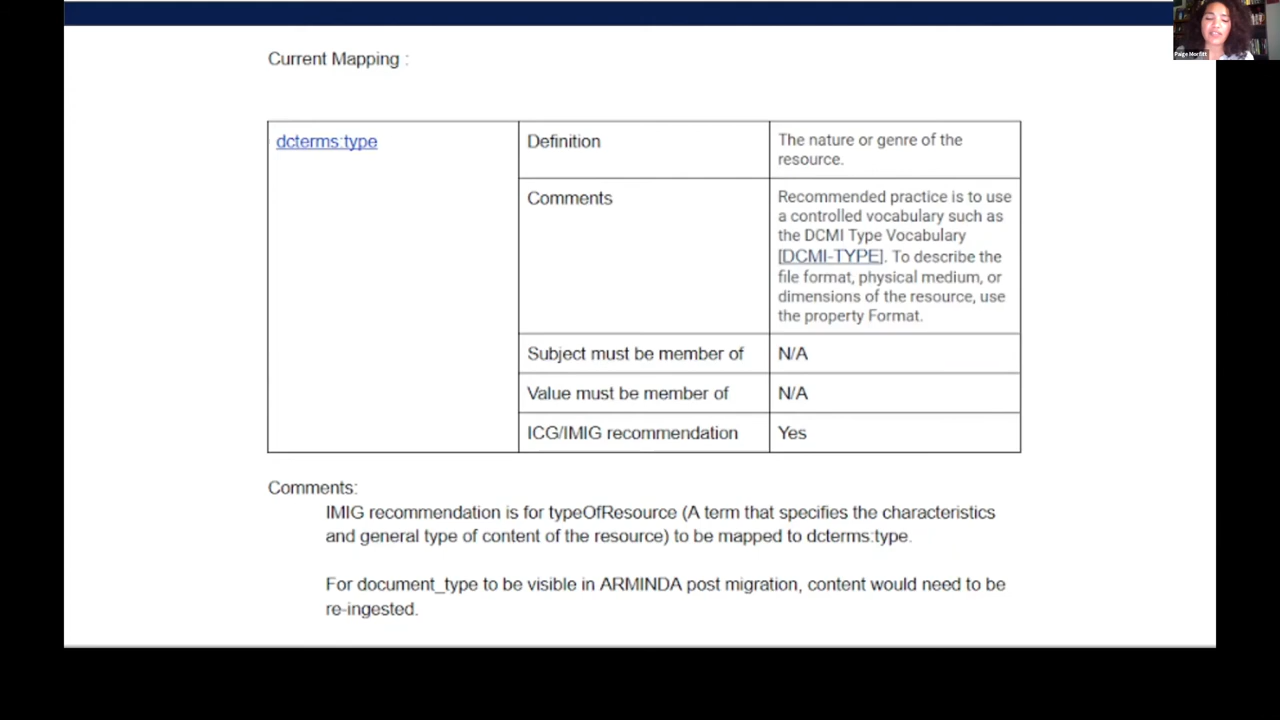 Paige Morfitt
Current Mapping :
dcterms:type
Definition
The nature or genre of the
resource.
Comments
Recommended practice is to use
a controlled vocabulary such as
the DCMI Type Vocabulary
[DCMI-TYPE]. To describe the
file format, physical medium, or
dimensions of the resource, use
the property Format.
Subject must be member of
N/A
Value must be member of
N/A
ICG/IMIG recommendation
Yes
Comments:
IMIG recommendation is for typeOfResource (A term that specifies the characteristics
and general type of content of the resource) to be mapped to dcterms:type.
For document_type to be visible in ARMINDA post migration, content would need to be
re-ingested.